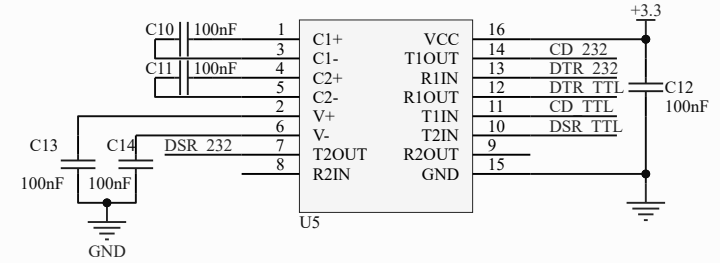 +3.3
C10 100nF 1 C1+ VCC 16
3 C1- T1OUT 14 CD_232
C11 100nF 4 C2+ R1IN 13 DTR_232
5 C2- R1OUT 12 DTR_TTL C12
2 V+ T1IN 11 CD_TTL 100nF
6 V- T2IN 10 DSR_TTL
C13 C14 DSR_232 7 T2OUT R2OUT 9
100nF 100nF 8 R2IN GND 15
U5
GND